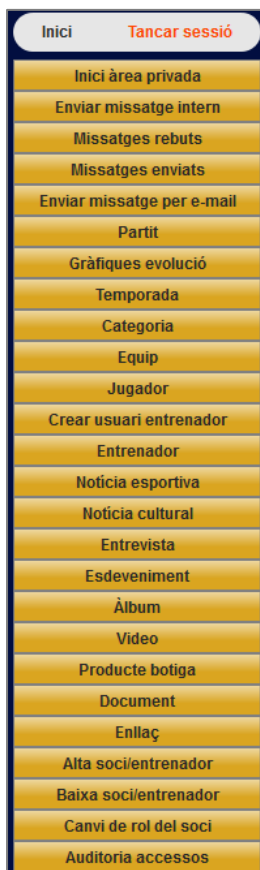 Inici Tancar sessió
Inici àrea privada
Enviar missatge intern
Missatges rebuts
Missatges enviats
Enviar missatge per e-mail
Partit
Gràfiques evolució
Temporada
Categoria
Equip
Jugador
Crear usuari entrenador
Entrenador
Notícia esportiva
Notícia cultural
Entrevista
Esdeveniment
Àlbum
Video
Producte botiga
Document
Enllaç
Alta soci/entrenador
Baixa soci/entrenador
Canvi de rol del soci
Auditoria accessos